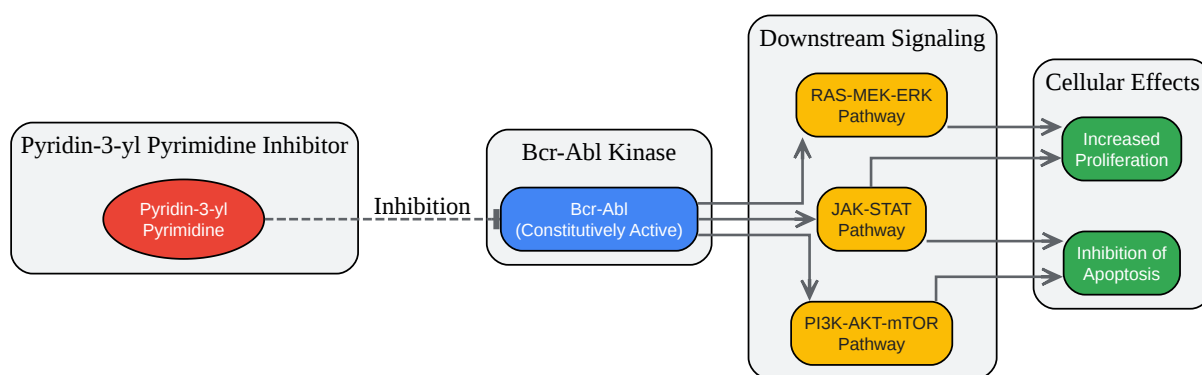 Pyridin-3-yl Pyrimidine Inhibitor
Pyridin-3-yl
Pyrimidine
Inhibition
Bcr-Abl Kinase
Bcr-Abl
(Constitutively Active)
Downstream Signaling
RAS-MEK-ERK
Pathway
JAK-STAT
Pathway
PI3K-AKT-mTOR
Pathway
Cellular Effects
Increased
Proliferation
Inhibition of
Apoptosis